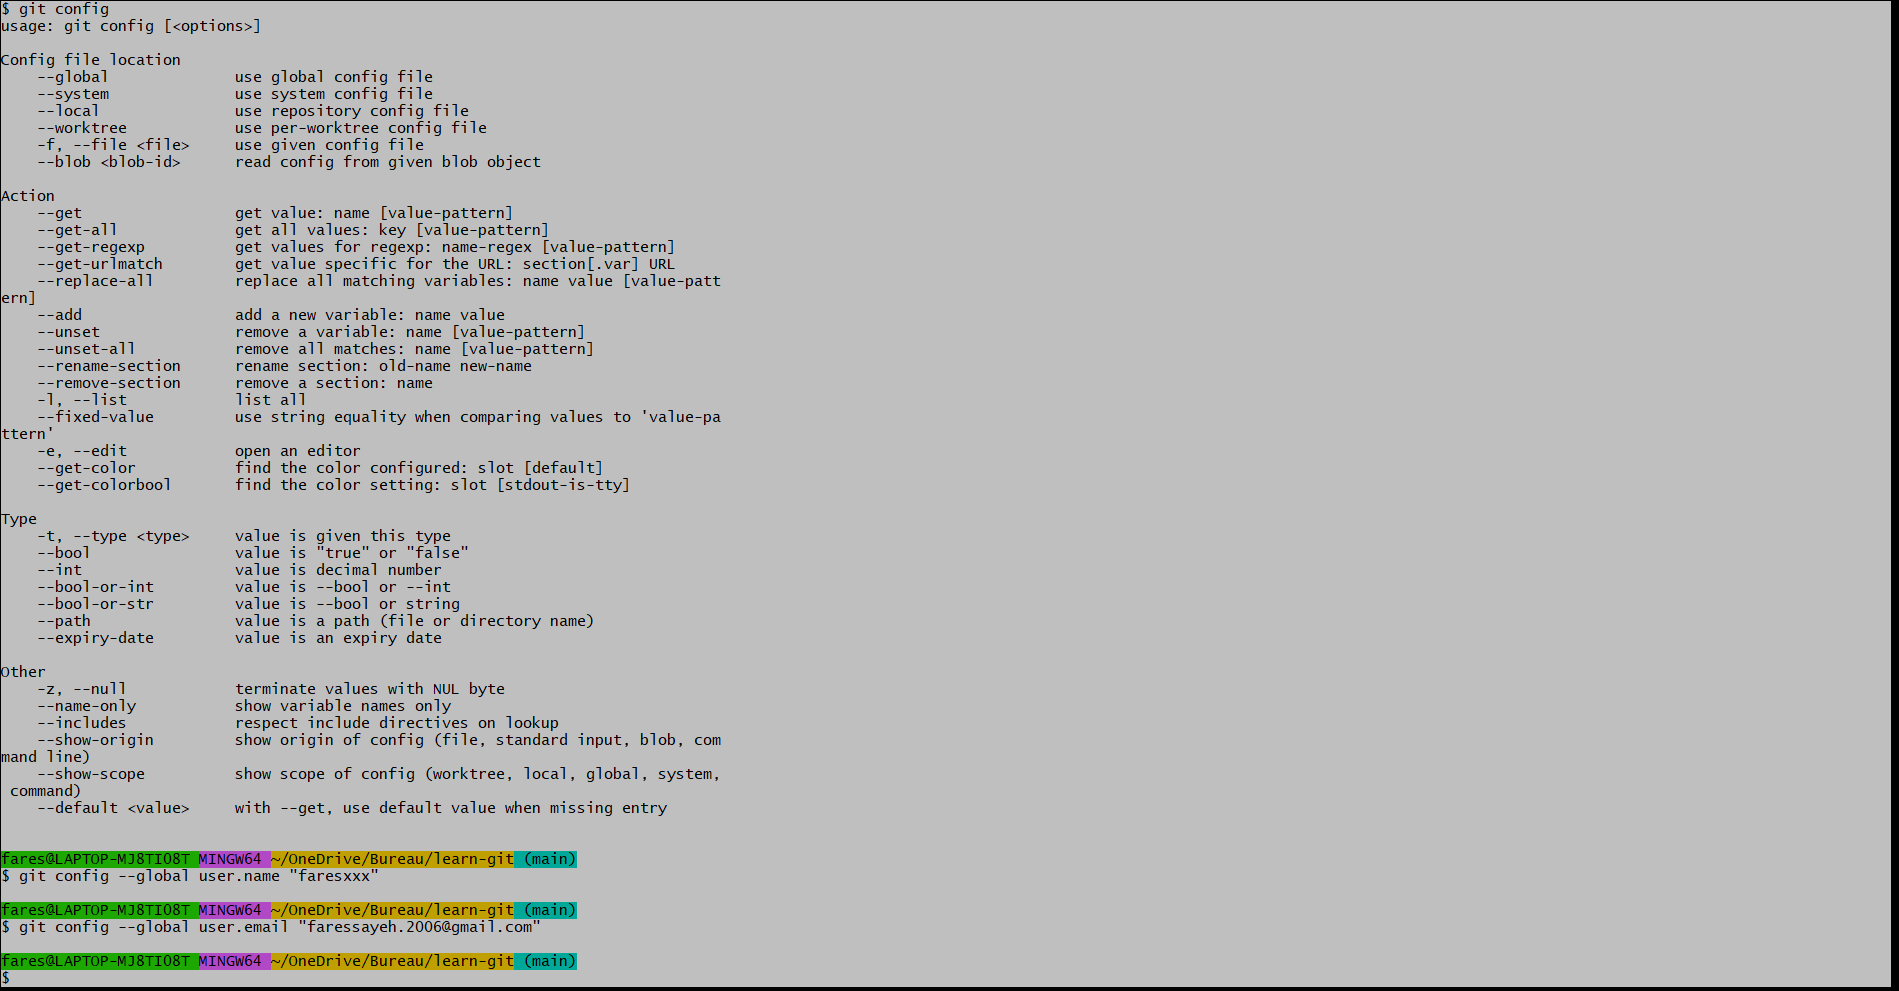 $ git config
usage: git config [<options>]
Config file location
--global use global config file
--system use system config file
--local use repository config file
--worktree use per-worktree config file
-f, --file <file> use given config file
--blob <blob-id> read config from given blob object
Action
--get get value: name [value-pattern]
--get-all get all values: key [value-pattern]
--get-regexp get values for regexp: name-regex [value-pattern]
--get-urlmatch get value specific for the URL: section[.var] URL
--replace-all replace all matching variables: name value [value-patt
ern]
--add add a new variable: name value
--unset remove a variable: name [value-pattern]
--unset-all remove all matches: name [value-pattern]
--rename-section rename section: old-name new-name
--remove-section remove a section: name
-l, --list list all
--fixed-value use string equality when comparing values to 'value-pa
ttern'
-e, --edit open an editor
--get-color find the color configured: slot [default]
--get-colorbool find the color setting: slot [stdout-is-tty]
Type
-t, --type <type> value is given this type
--bool value is "true" or "false"
--int value is decimal number
--bool-or-int value is --bool or --int
--bool-or-str value is --bool or string
--path value is a path (file or directory name)
--expiry-date value is an expiry date
Other
-z, --null terminate values with NUL byte
--name-only show variable names only
--includes respect include directives on lookup
--show-origin show origin of config (file, standard input, blob, com
mand line)
--show-scope show scope of config (worktree, local, global, system,
command)
--default <value> with --get, use default value when missing entry
fares@LAPTOP-MJ8TIO8T MINGW64 ~/OneDrive/Bureau/learn-git (main)
$ git config --global user.name "faresxxx"
fares@LAPTOP-MJ8TIO8T MINGW64 ~/OneDrive/Bureau/learn-git (main)
$ git config --global user.email "faressayeh.2006@gmail.com"
fares@LAPTOP-MJ8TIO8T MINGW64 ~/OneDrive/Bureau/learn-git (main)
$